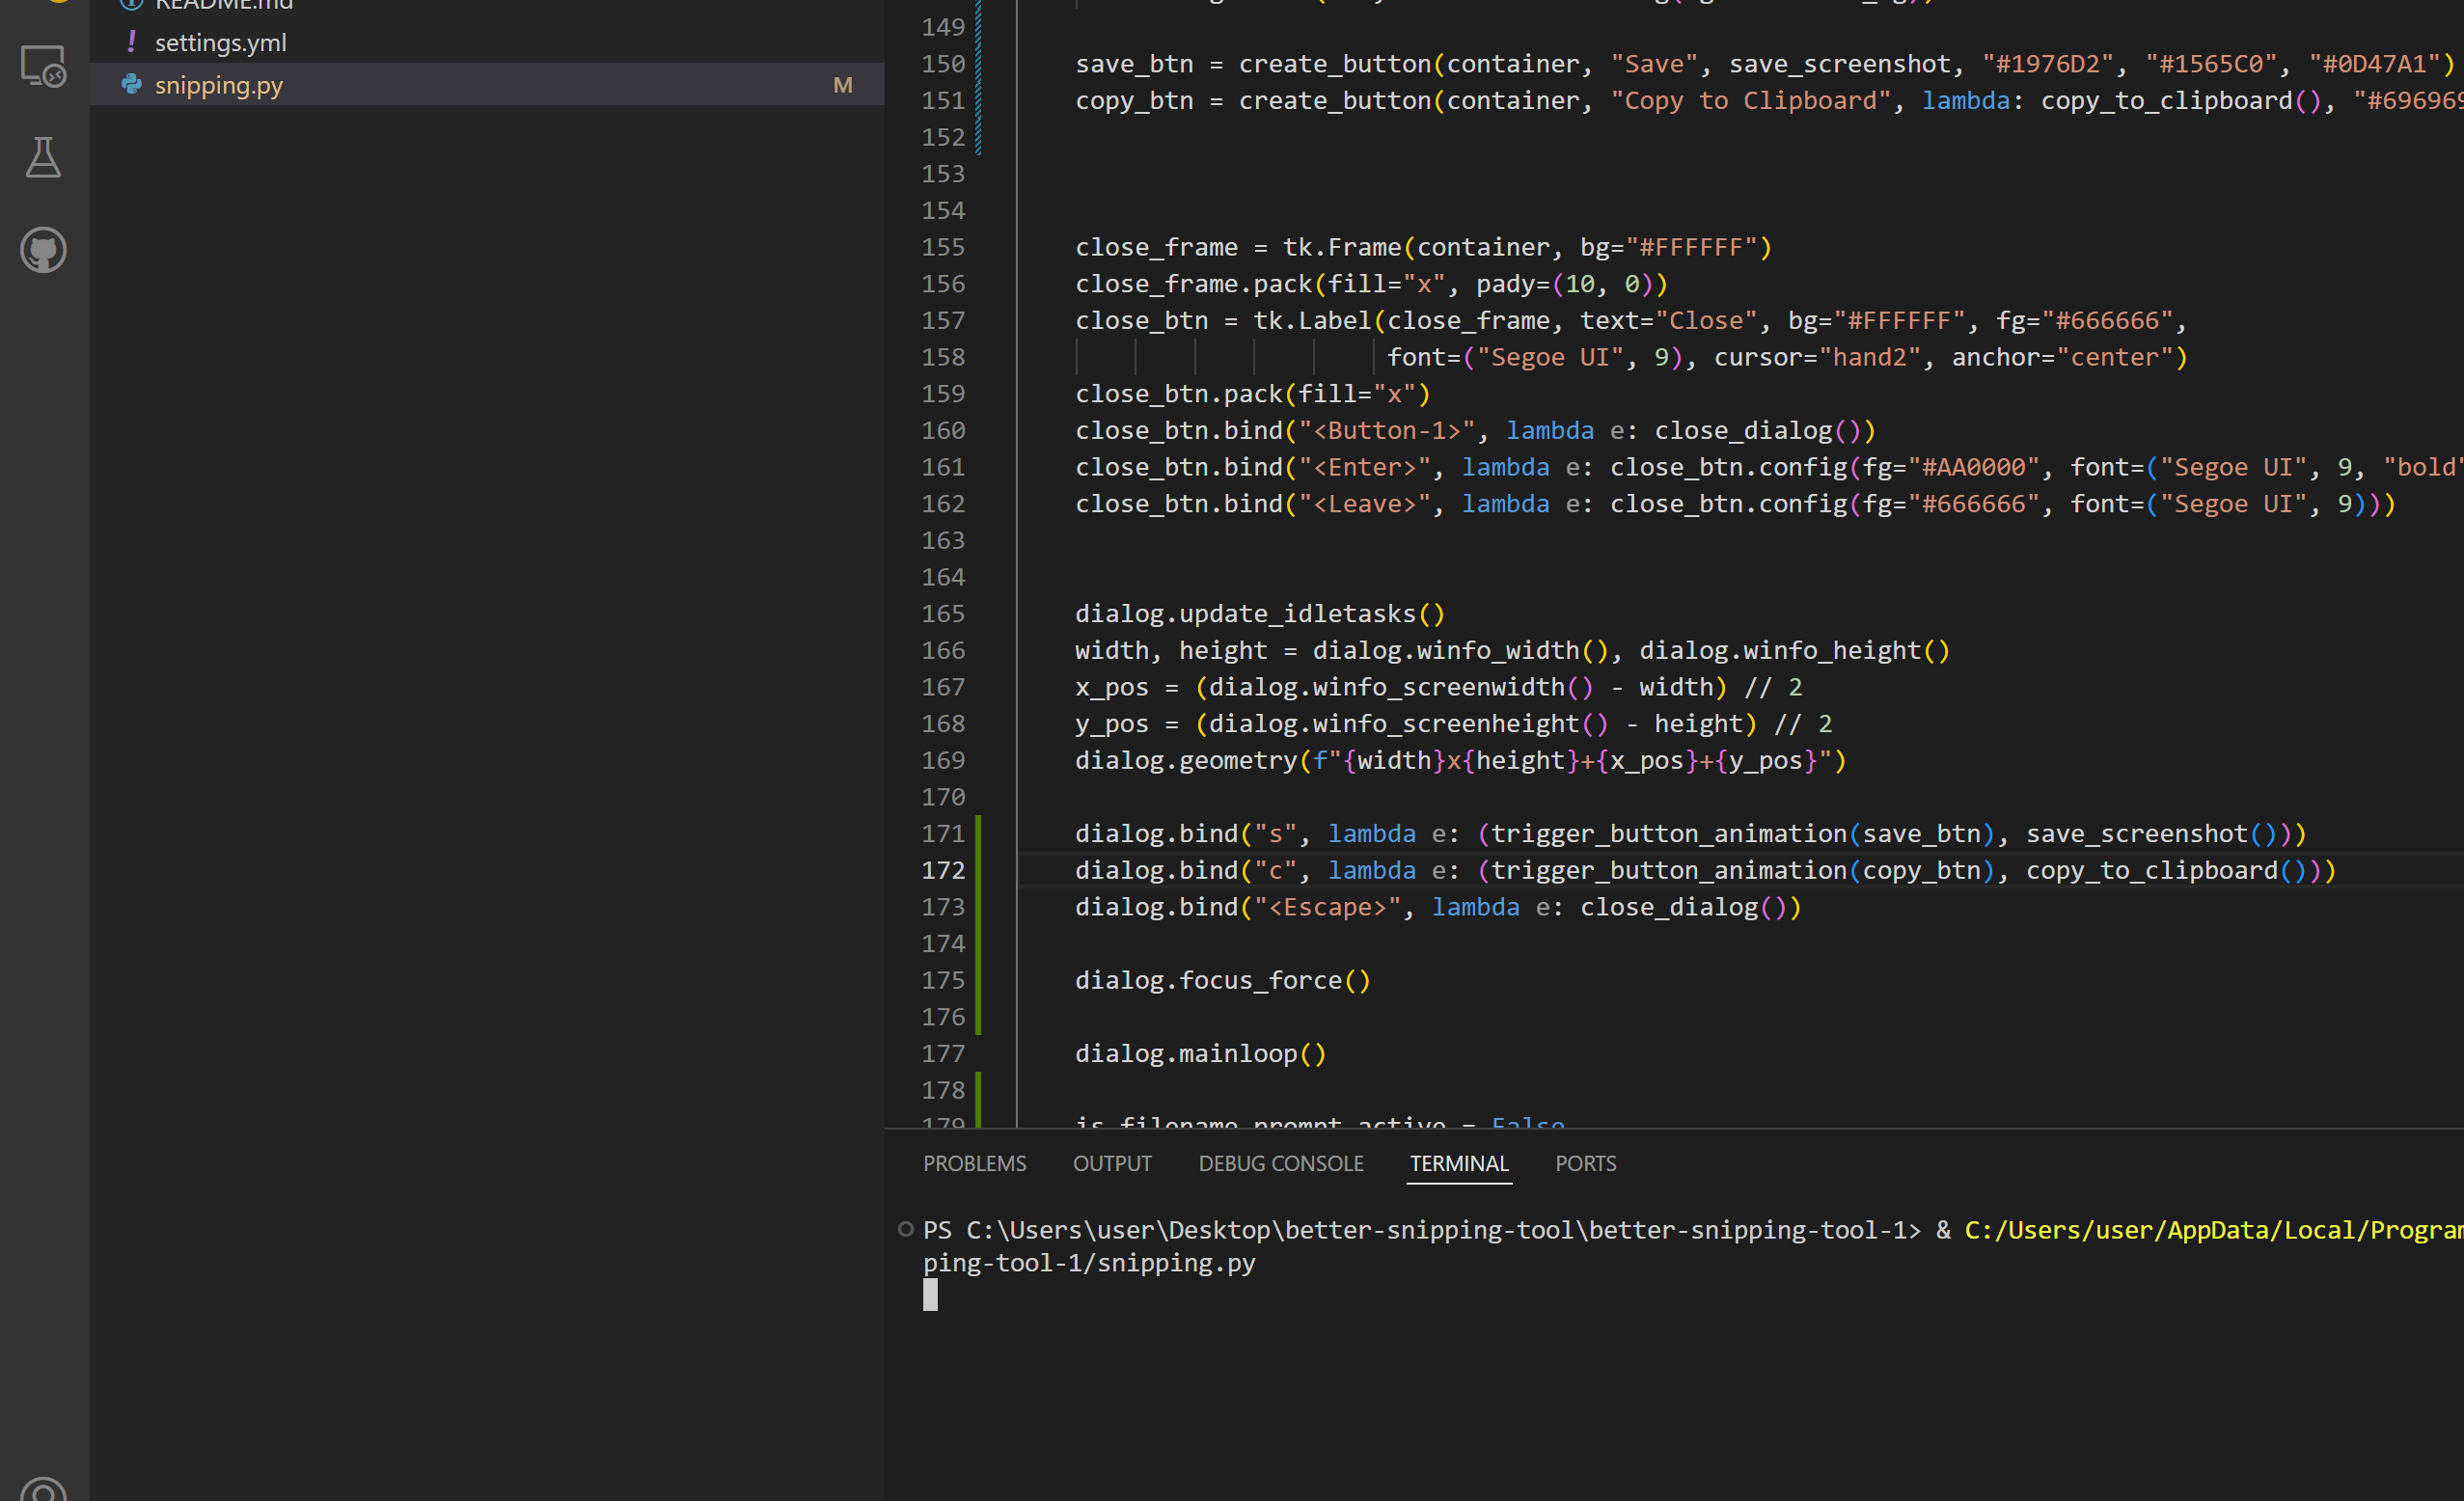 README.md
! settings.yml
snipping.py M
149
150 save_btn = create_button(container, "Save", save_screenshot, "#1976D2", "#1565C0", "#0D47A1")
151 copy_btn = create_button(container, "Copy to Clipboard", lambda: copy_to_clipboard(), "#696969
152
153
154
155 close_frame = tk.Frame(container, bg="#FFFFFF")
156 close_frame.pack(fill="x", pady=(10, 0))
157 close_btn = tk.Label(close_frame, text="Close", bg="#FFFFFF", fg="#666666",
158 font=("Segoe UI", 9), cursor="hand2", anchor="center")
159 close_btn.pack(fill="x")
160 close_btn.bind("<Button-1>", lambda e: close_dialog())
161 close_btn.bind("<Enter>", lambda e: close_btn.config(fg="#AA0000", font=("Segoe UI", 9, "bold"
162 close_btn.bind("<Leave>", lambda e: close_btn.config(fg="#666666", font=("Segoe UI", 9)))
163
164
165 dialog.update_idletasks()
166 width, height = dialog.winfo_width(), dialog.winfo_height()
167 x_pos = (dialog.winfo_screenwidth() - width) // 2
168 y_pos = (dialog.winfo_screenheight() - height) // 2
169 dialog.geometry(f"{width}x{height}+{x_pos}+{y_pos}")
170
171 dialog.bind("s", lambda e: (trigger_button_animation(save_btn), save_screenshot()))
172 dialog.bind("c", lambda e: (trigger_button_animation(copy_btn), copy_to_clipboard()))
173 dialog.bind("<Escape>", lambda e: close_dialog())
174
175 dialog.focus_force()
176
177 dialog.mainloop()
178
179 is_filename_prompt_active = False
PROBLEMS OUTPUT DEBUG CONSOLE TERMINAL PORTS
PS C:\Users\user\Desktop\better-snipping-tool\better-snipping-tool-1> & C:/Users/user/AppData/Local/Program
ping-tool-1/snipping.py